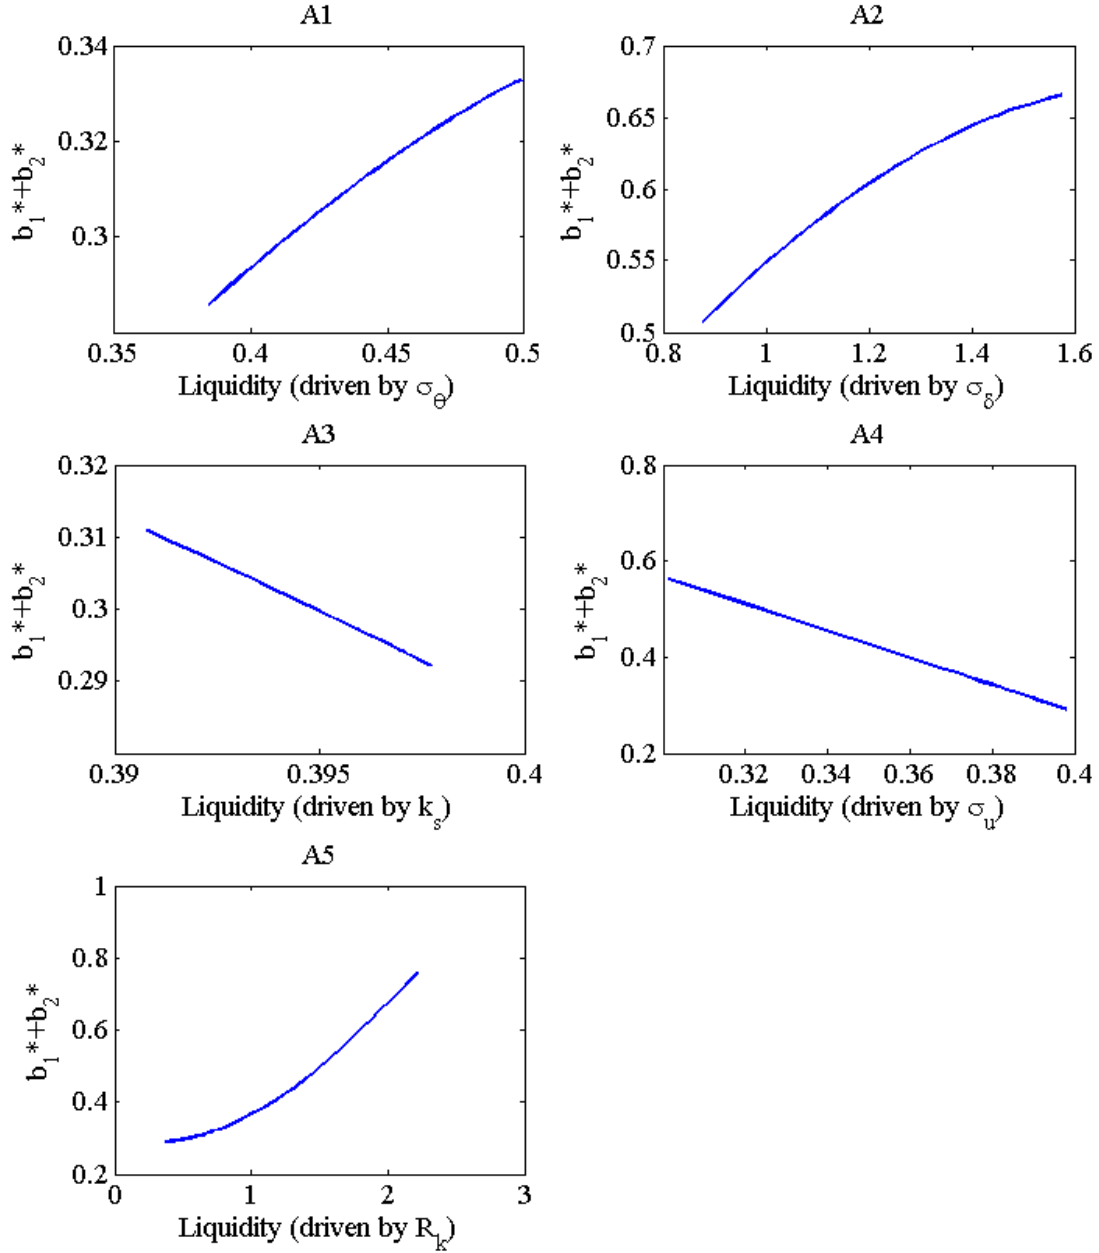 A1
0.34
0.32
0.3
b1*+b2*
0.35 0.4 0.45 0.5
Liquidity (driven by σθ)
A2
0.7
0.65
0.6
0.55
0.5
b1*+b2*
0.8 1 1.2 1.4 1.6
Liquidity (driven by σδ)
A3
0.32
0.31
0.3
0.29
b1*+b2*
0.39 0.395 0.4
Liquidity (driven by ks)
A4
0.8
0.6
0.4
0.2
b1*+b2*
0.32 0.34 0.36 0.38 0.4
Liquidity (driven by σu)
A5
1
0.8
0.6
0.4
0.2
b1*+b2*
0 1 2 3
Liquidity (driven by Rk)